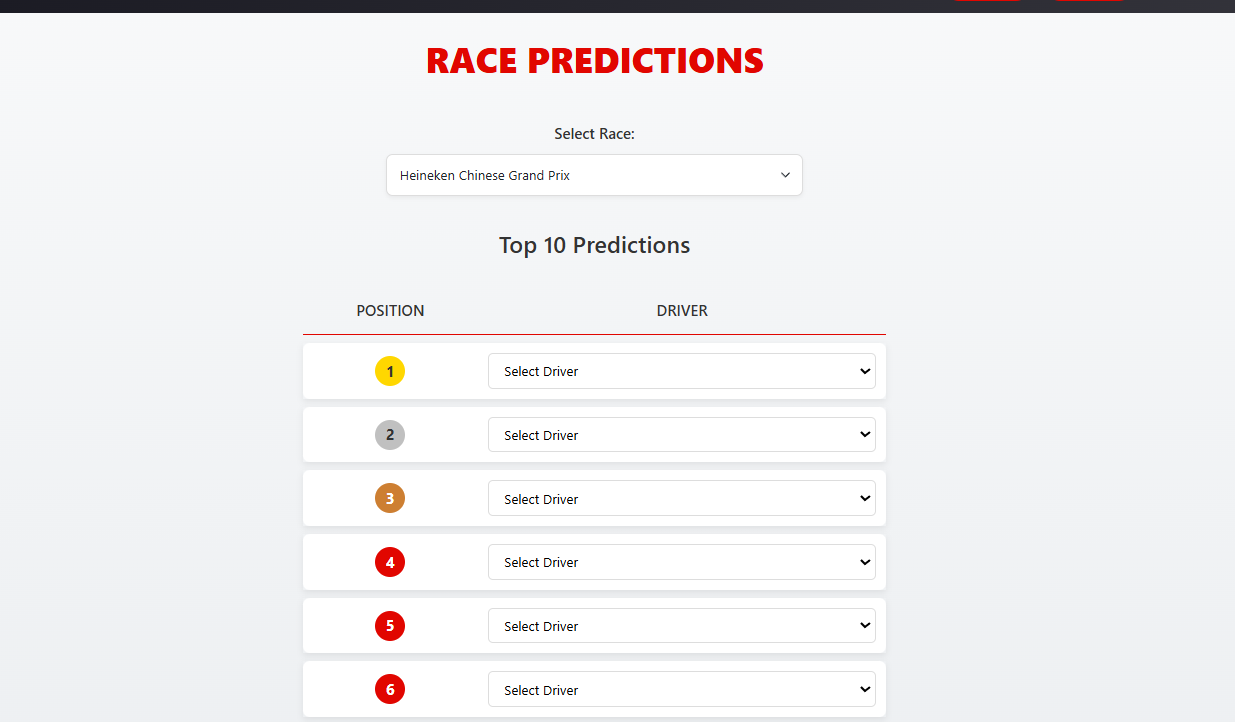 RACE PREDICTIONS
Select Race:
Heineken Chinese Grand Prix
Top 10 Predictions
POSITION DRIVER
1 Select Driver
2 Select Driver
3 Select Driver
4 Select Driver
5 Select Driver
6 Select Driver